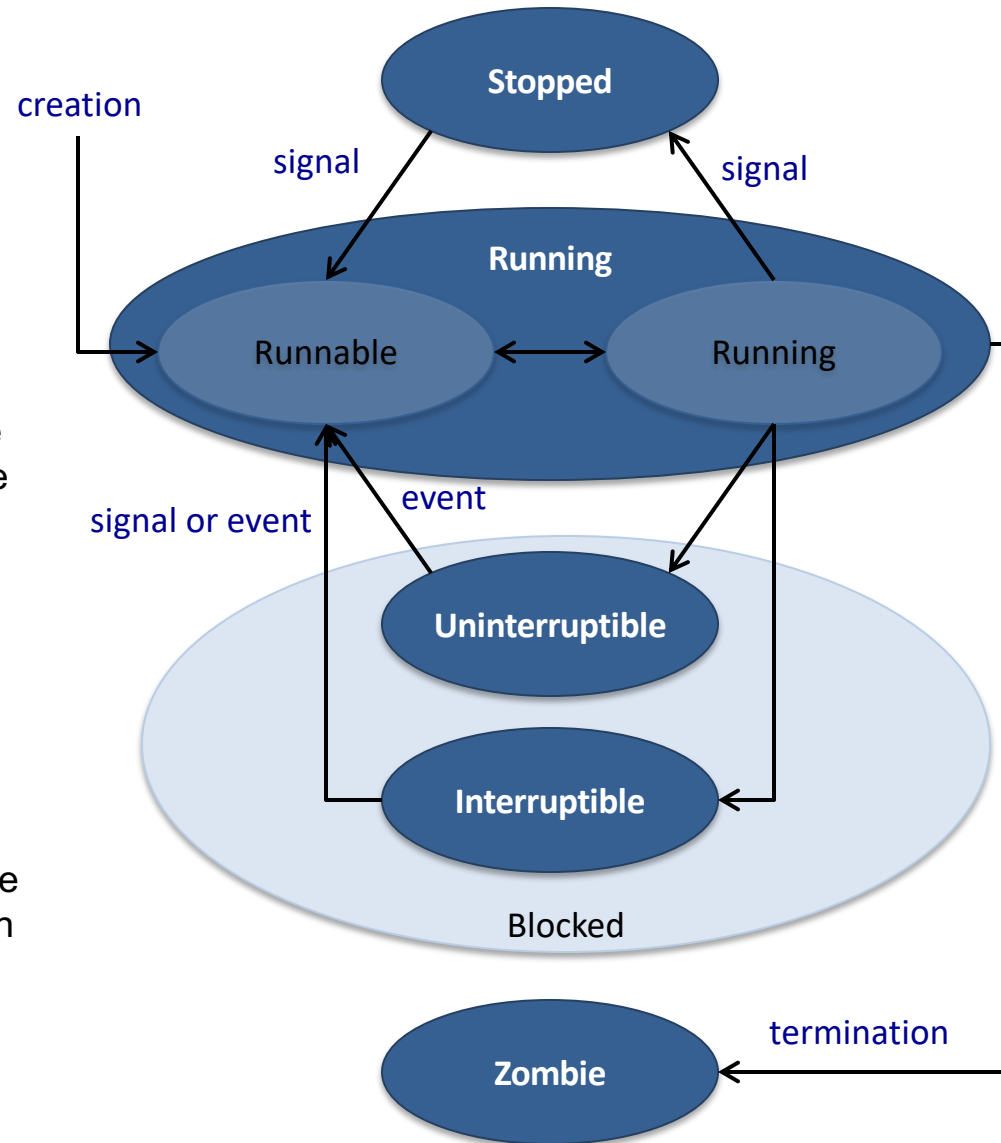 Stopped
creation
signal
signal
Running
Runnable
Running
e
event
signal or event
Uninterruptible
Interruptible
e
n
Blocked
termination
Zombie